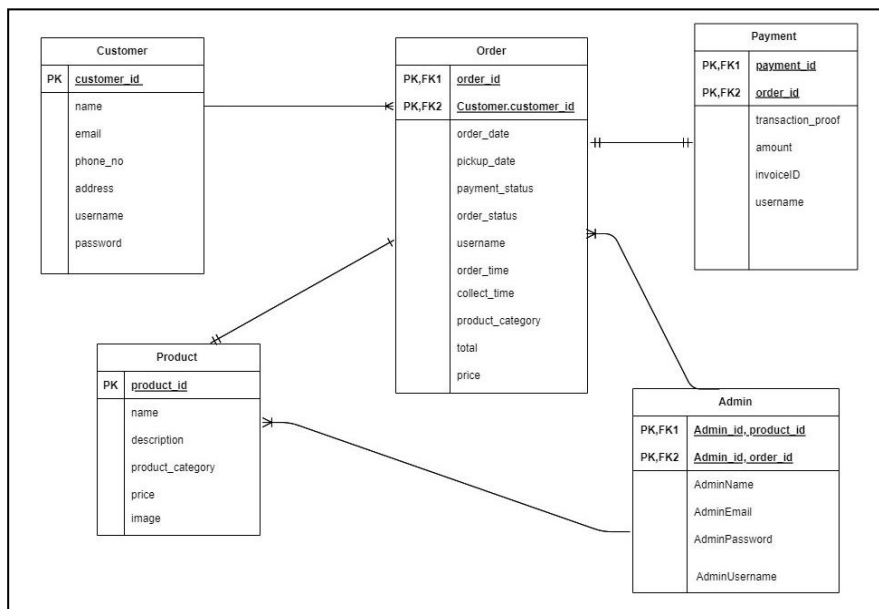 Customer
PK customer_id
name
email
phone_no
address
username
password
Order
PK,FK1 order_id
PK,FK2 Customer.customer_id
order_date
pickup_date
payment_status
order_status
username
order_time
collect_time
product_category
total
price
Payment
PK,FK1 payment_id
PK,FK2 order_id
transaction_proof
amount
invoiceID
username
Product
PK product_id
name
description
product_category
price
image
Admin
PK,FK1 Admin_id, product_id
PK,FK2 Admin_id, order_id
AdminName
AdminEmail
AdminPassword
AdminUsername